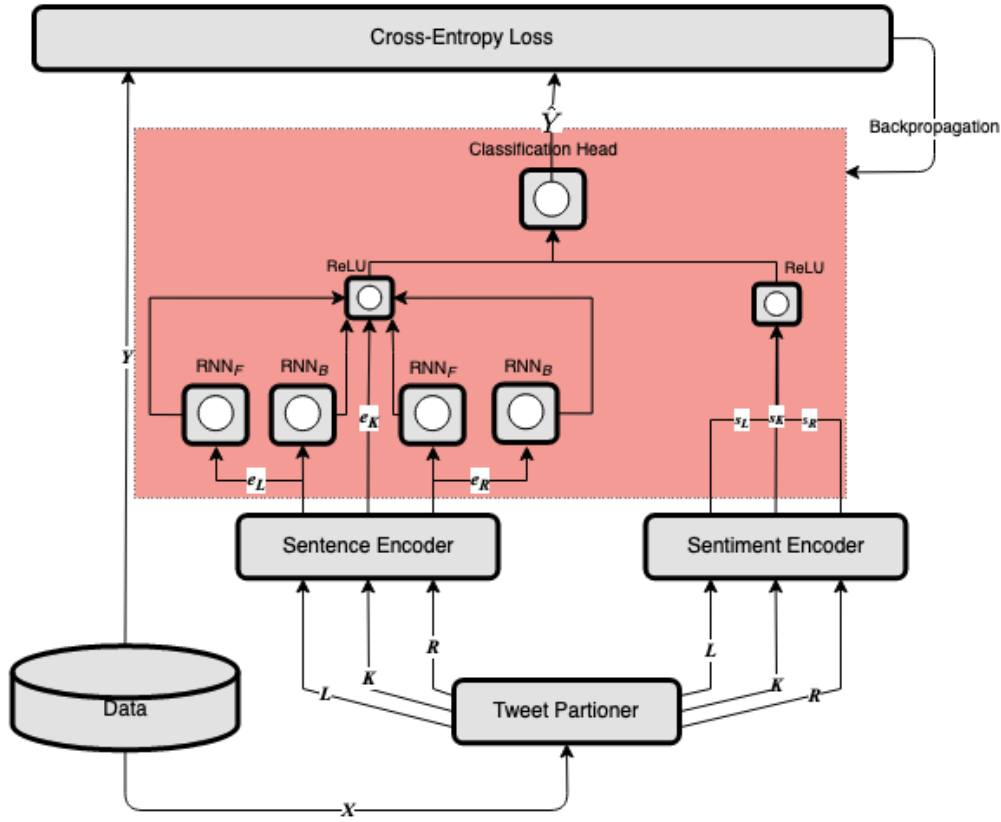 Cross-Entropy Loss
Backpropagation
Ŷ
Classification Head
ReLU
ReLU
Y
RNN_F
RNN_B
RNN_F
RNN_B
e_K
s_L
s_K
s_R
e_L
e_R
Sentence Encoder
Sentiment Encoder
L
K
R
L
K
R
Data
Tweet Partioner
X